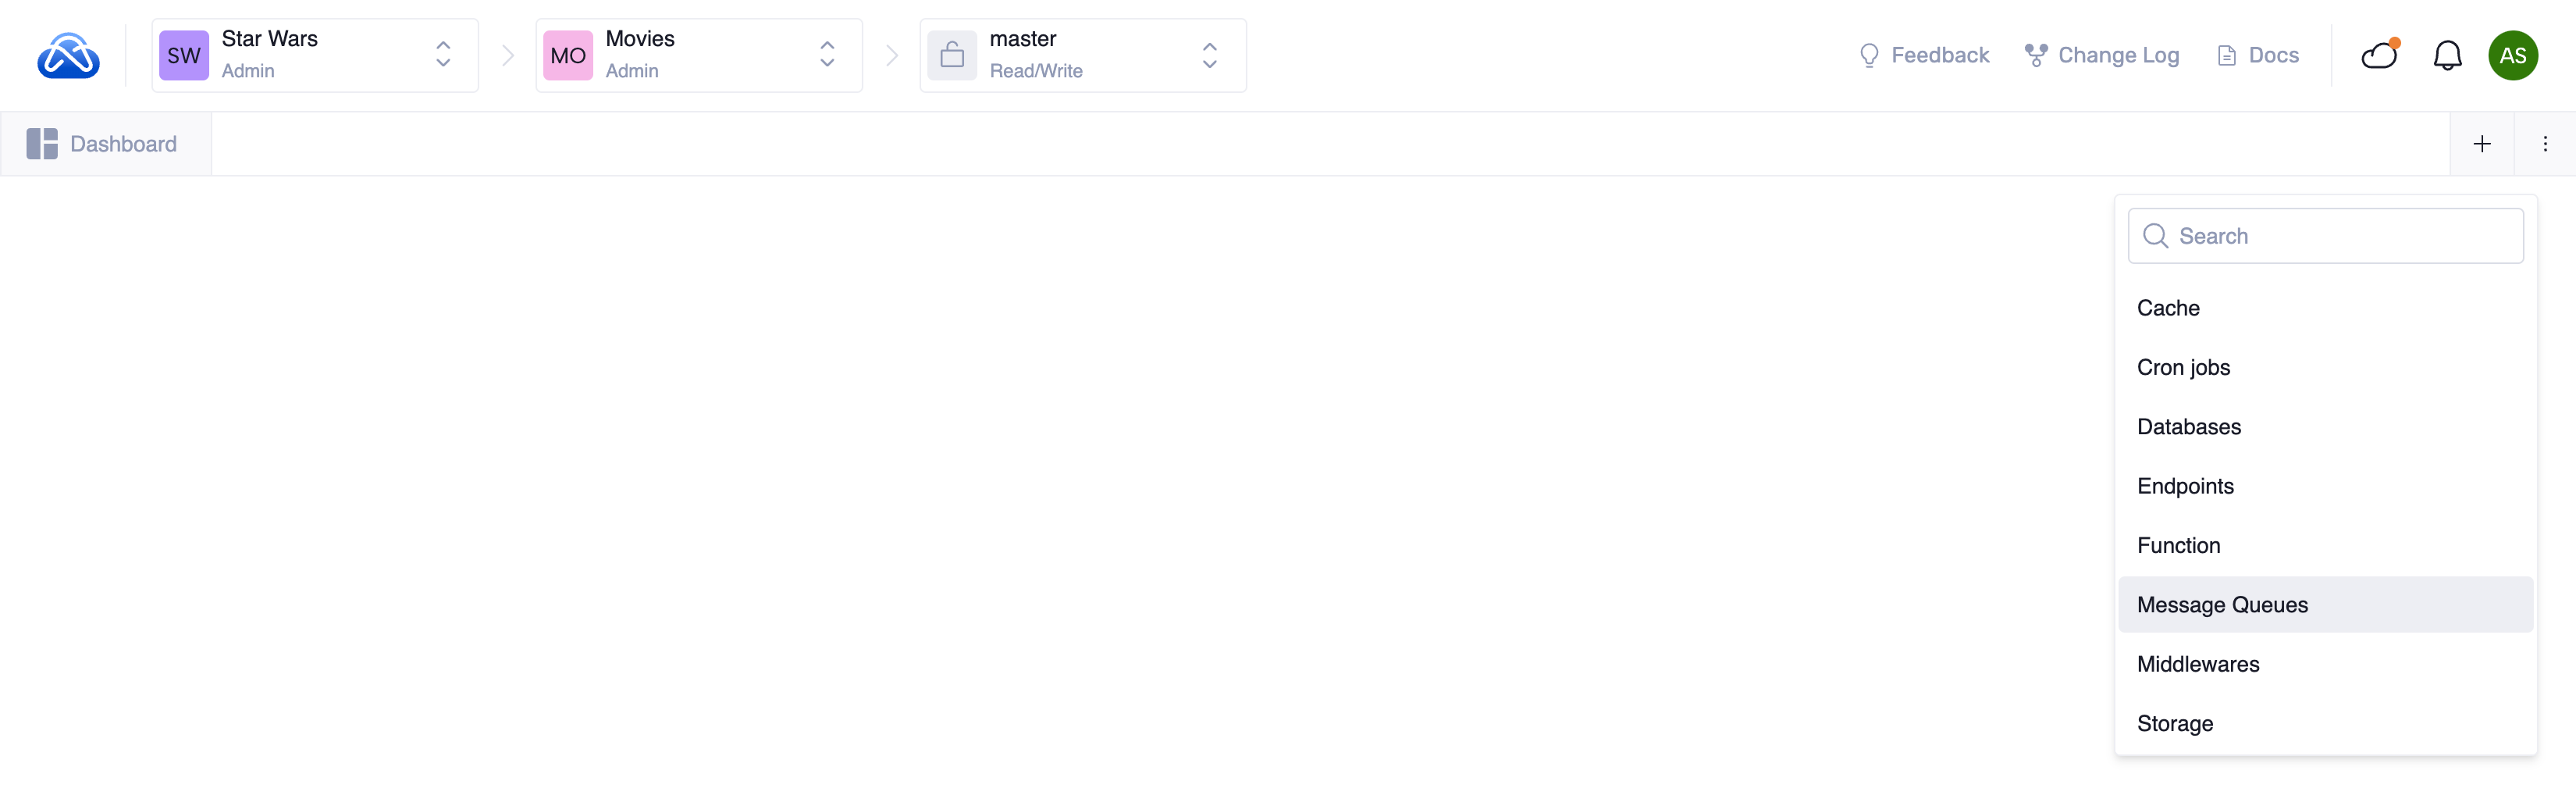 SW
Star Wars
Admin
MO
Movies
Admin
master
Read/Write
Feedback
Change Log
Docs
AS
Dashboard
Search
Cache
Cron jobs
Databases
Endpoints
Function
Message Queues
Middlewares
Storage